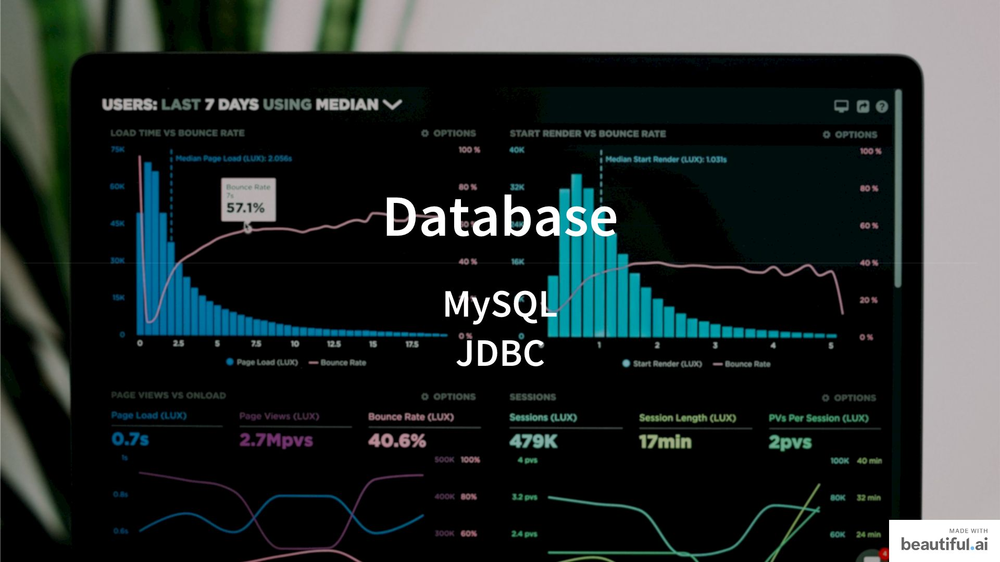 USERS: LAST 7 DAYS USING MEDIAN
LOAD TIME VS BOUNCE RATE
OPTIONS
START RENDER VS BOUNCE RATE
OPTIONS
75K
100 %
40K
100 %
Median Page Load (LUX): 2.056s
Median Start Render (LUX): 1.031s
Bounce Rate
7s
57.1%
60K
80 %
32K
80 %
Database
45K
24K
60 %
30K
40 %
16K
40 %
MySQL
15K
20 %
JDBC
0
0 %
0
0 %
0
2.5
5
7.5
10
12.5
15
17.5
1
2
3
4
5
Page Load (LUX)
Bounce Rate
Start Render (LUX)
Bounce Rate
PAGE VIEWS VS ONLOAD
OPTIONS
SESSIONS
OPTIONS
Page Load (LUX)
Page Views (LUX)
Bounce Rate (LUX)
Sessions (LUX)
Session Length (LUX)
PVs Per Session (LUX)
0.7s
2.7Mpvs
40.6%
479K
17min
2pvs
1s
500K
100%
4 pvs
100K
40 min
0.8s
400K
80%
3.2 pvs
80K
32 min
0.6s
300K
60%
2.4 pvs
60K
24 min
4
MADE WITH
beautiful.ai